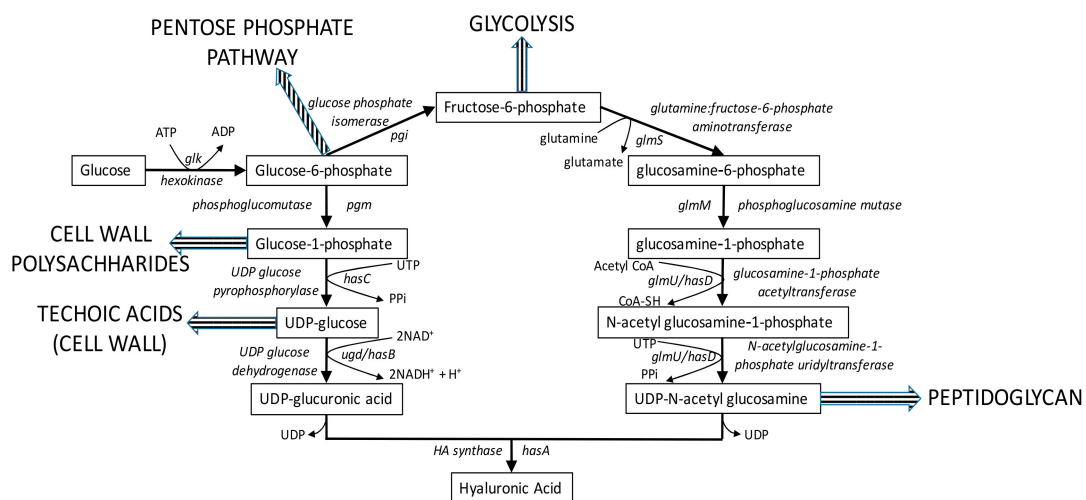 PENTOSE PHOSPHATE
PATHWAY
GLYCOLYSIS
glucose phosphate
isomerase
pgi
Fructose-6-phosphate
glutamine:fructose-6-phosphate
aminotransferase
glutamine
glmS
glutamate
ATP
ADP
glk
Glucose
hexokinase
Glucose-6-phosphate
glucosamine-6-phosphate
phosphoglucomutase
pgm
glmM
phosphoglucosamine mutase
CELL WALL
POLYSACHHARIDES
Glucose-1-phosphate
glucosamine-1-phosphate
UDP glucose
pyrophosphorylase
hasC
UTP
PPi
Acetyl CoA
glmU/hasD
CoA-SH
glucosamine-1-phosphate
acetyltransferase
TECHOIC ACIDS
(CELL WALL)
UDP-glucose
N-acetyl glucosamine-1-phosphate
UDP glucose
dehydrogenase
ugd/hasB
2NAD⁺
2NADH⁺ + H⁺
UTP
glmU/hasD
PPi
N-acetylglucosamine-1-
phosphate uridyltransferase
UDP-glucuronic acid
UDP-N-acetyl glucosamine
PEPTIDOGLYCAN
UDP
UDP
HA synthase
hasA
Hyaluronic Acid